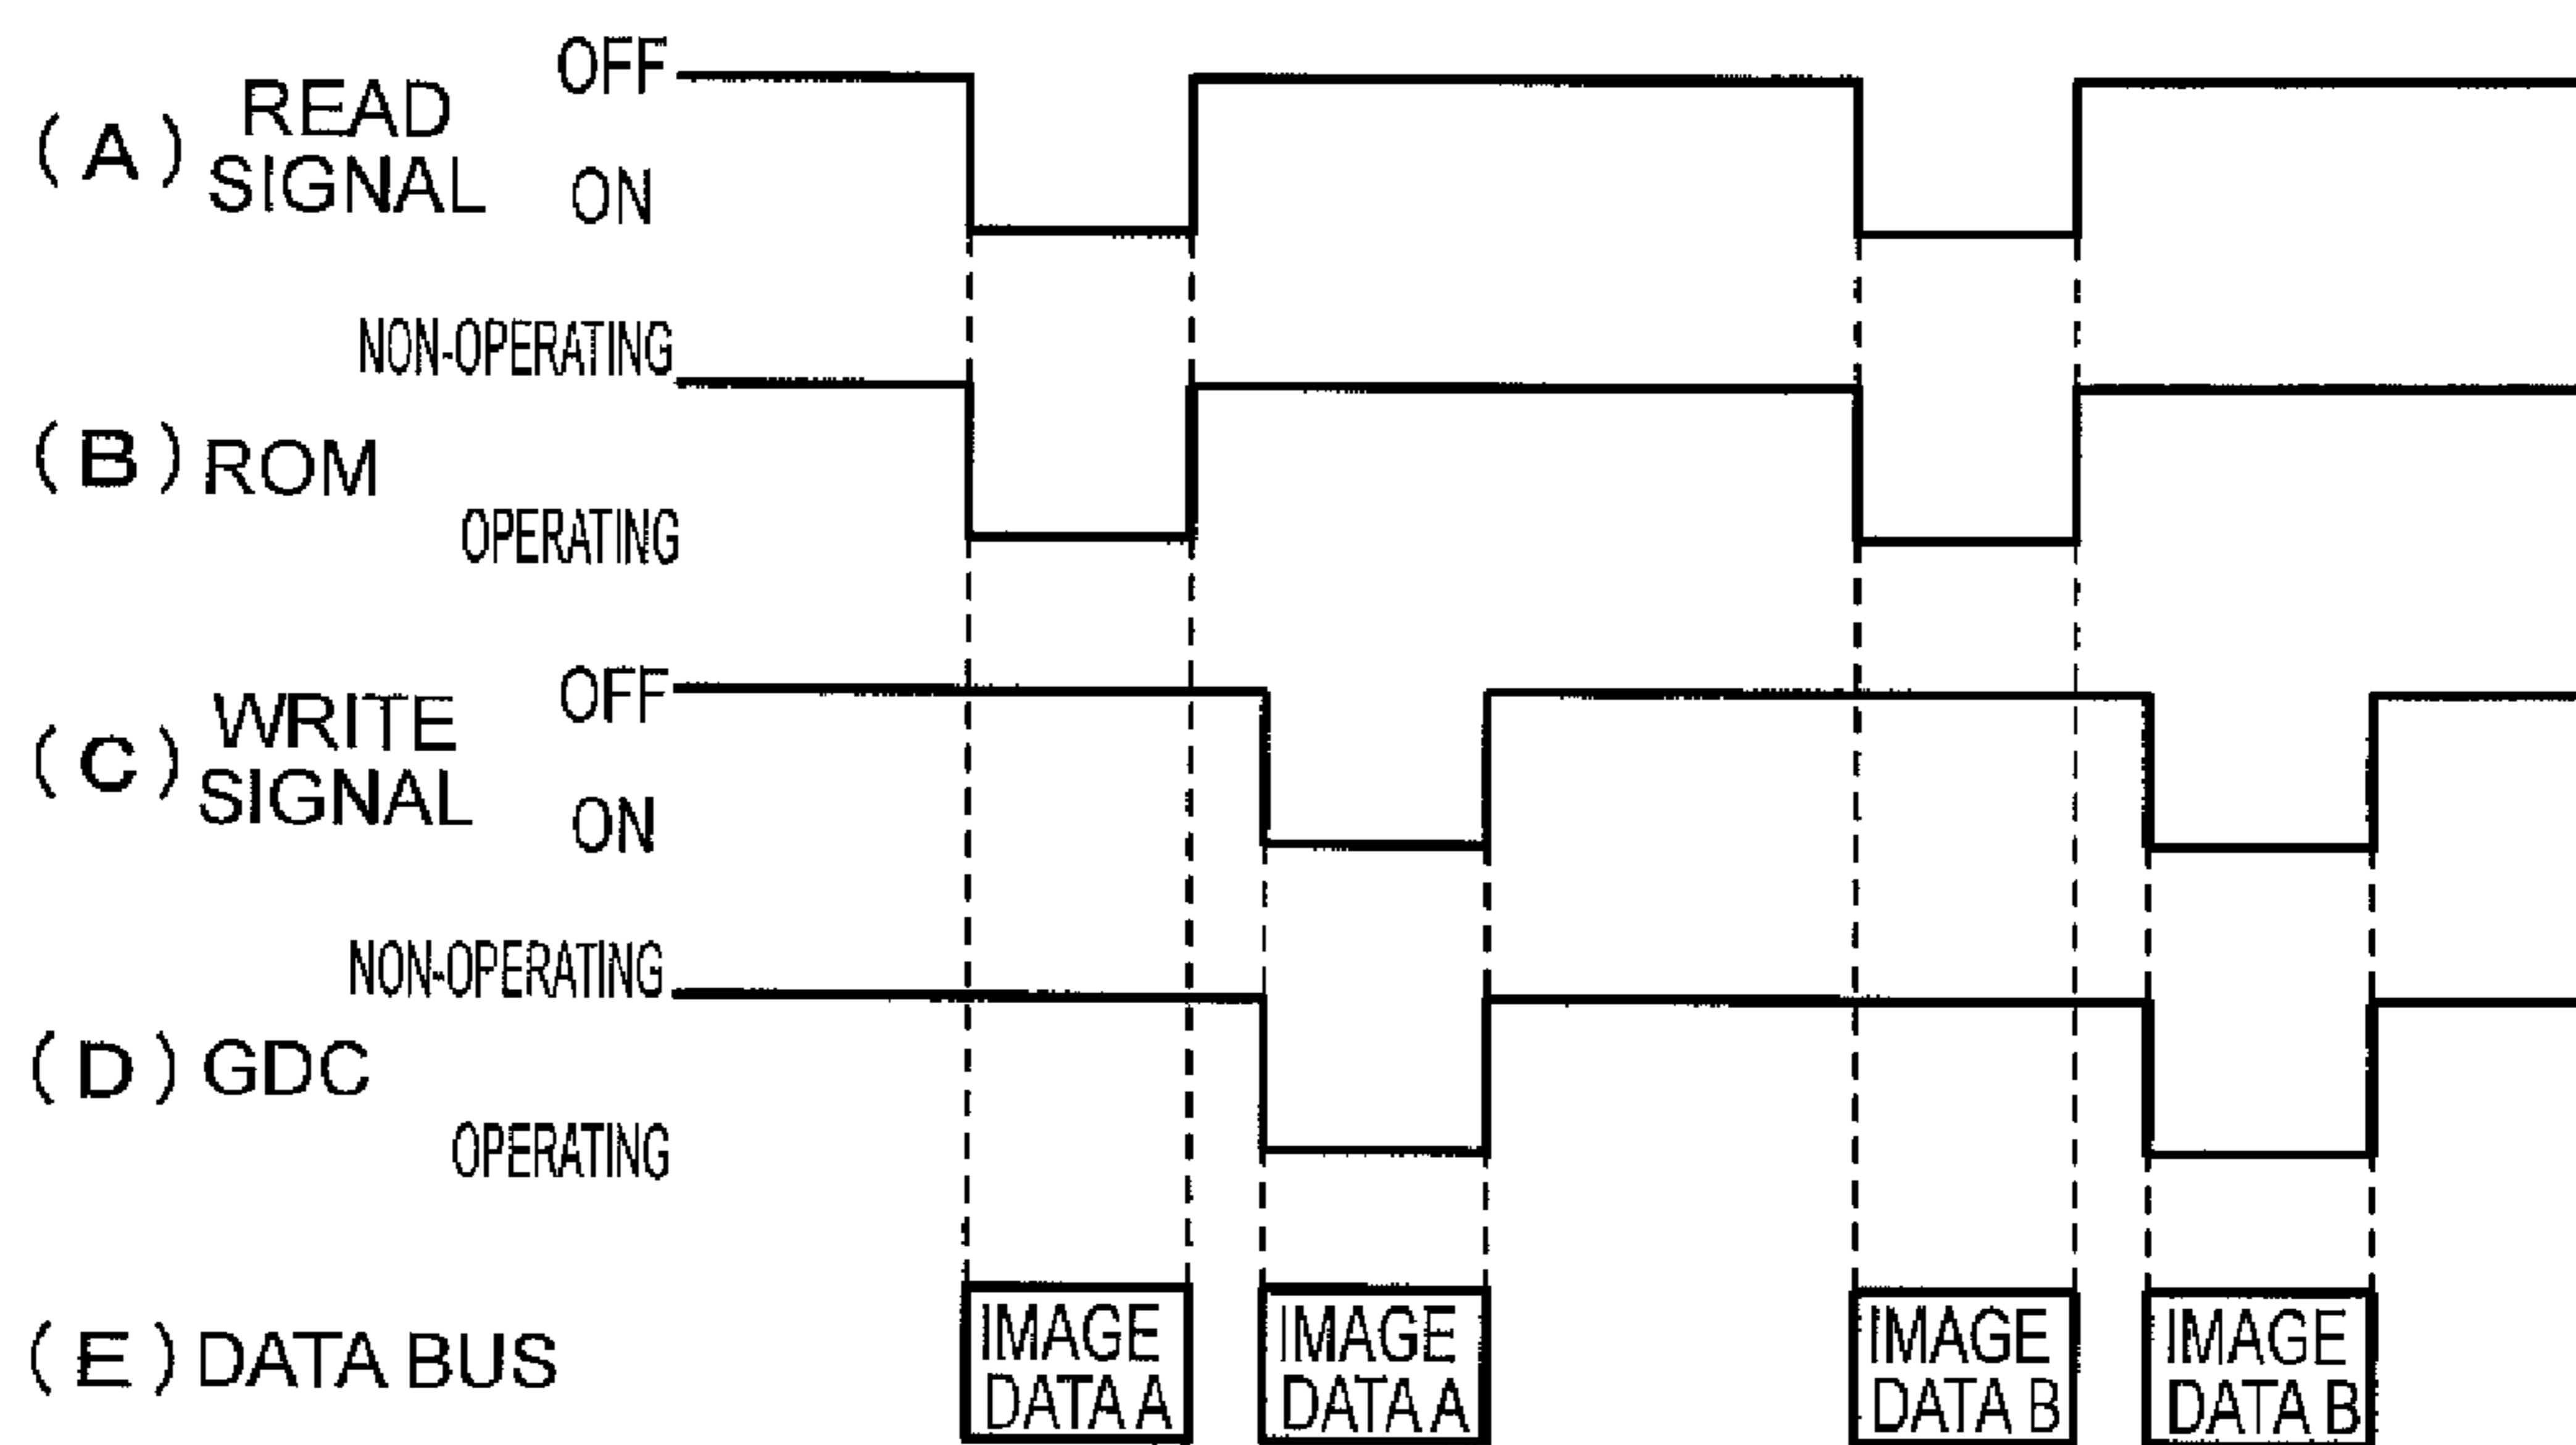 OFF
( A ) READ
SIGNAL
ON
NON-OPERATING
( B ) ROM
OPERATING
OFF
( C ) WRITE
SIGNAL
ON
NON-OPERATING
( D ) GDC
OPERATING
( E ) DATA BUS
IMAGE
DATA A
IMAGE
DATA A
IMAGE
DATA B
IMAGE
DATA B